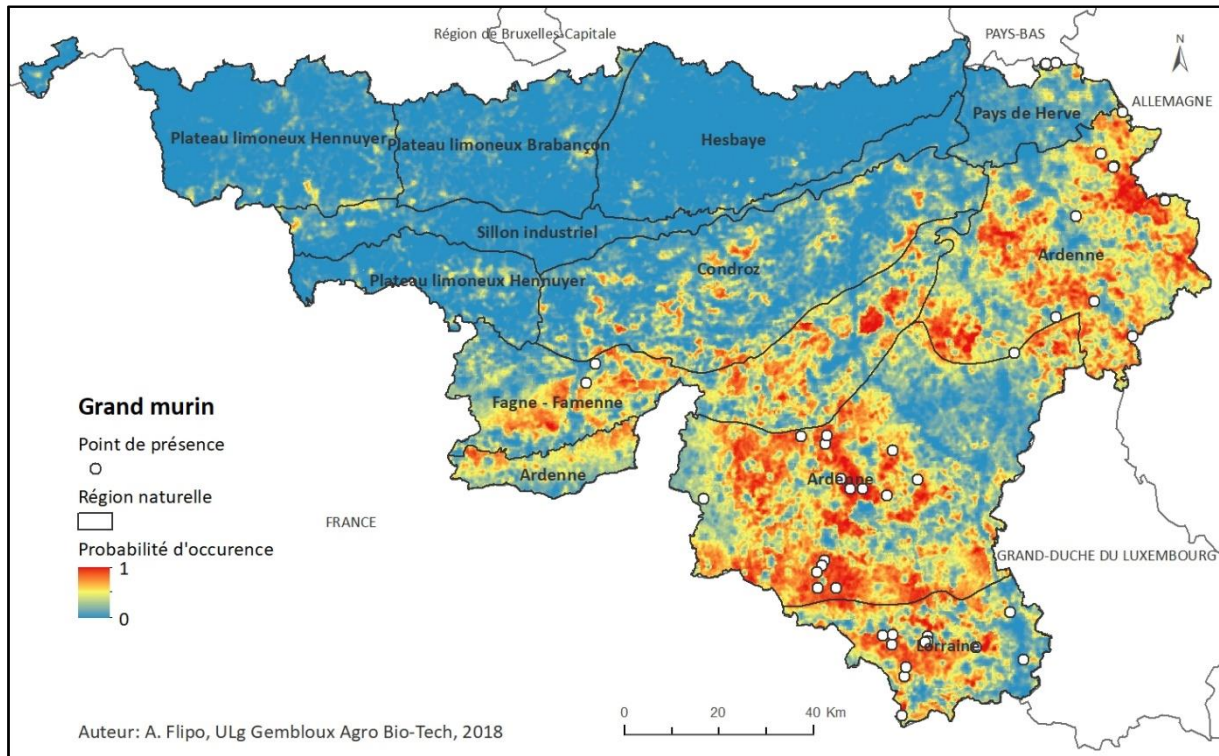 Région de Bruxelles-Capitale
PAYS-BAS
N
ALLEMAGNE
Plateau limoneux Hennuyer
Plateau limoneux Brabançon
Hesbaye
Pays de Herve
Sillon industriel
Plateau limoneux Hennuyer
Condroz
Ardenne
Fagne - Famenne
Ardenne
Ardenne
FRANCE
GRAND-DUCHE DU LUXEMBOURG
Lorraine
Grand murin
Point de présence
Région naturelle
Probabilité d'occurence
1
0
0 20 40 Km
Auteur: A. Flipo, ULg Gembloux Agro Bio-Tech, 2018